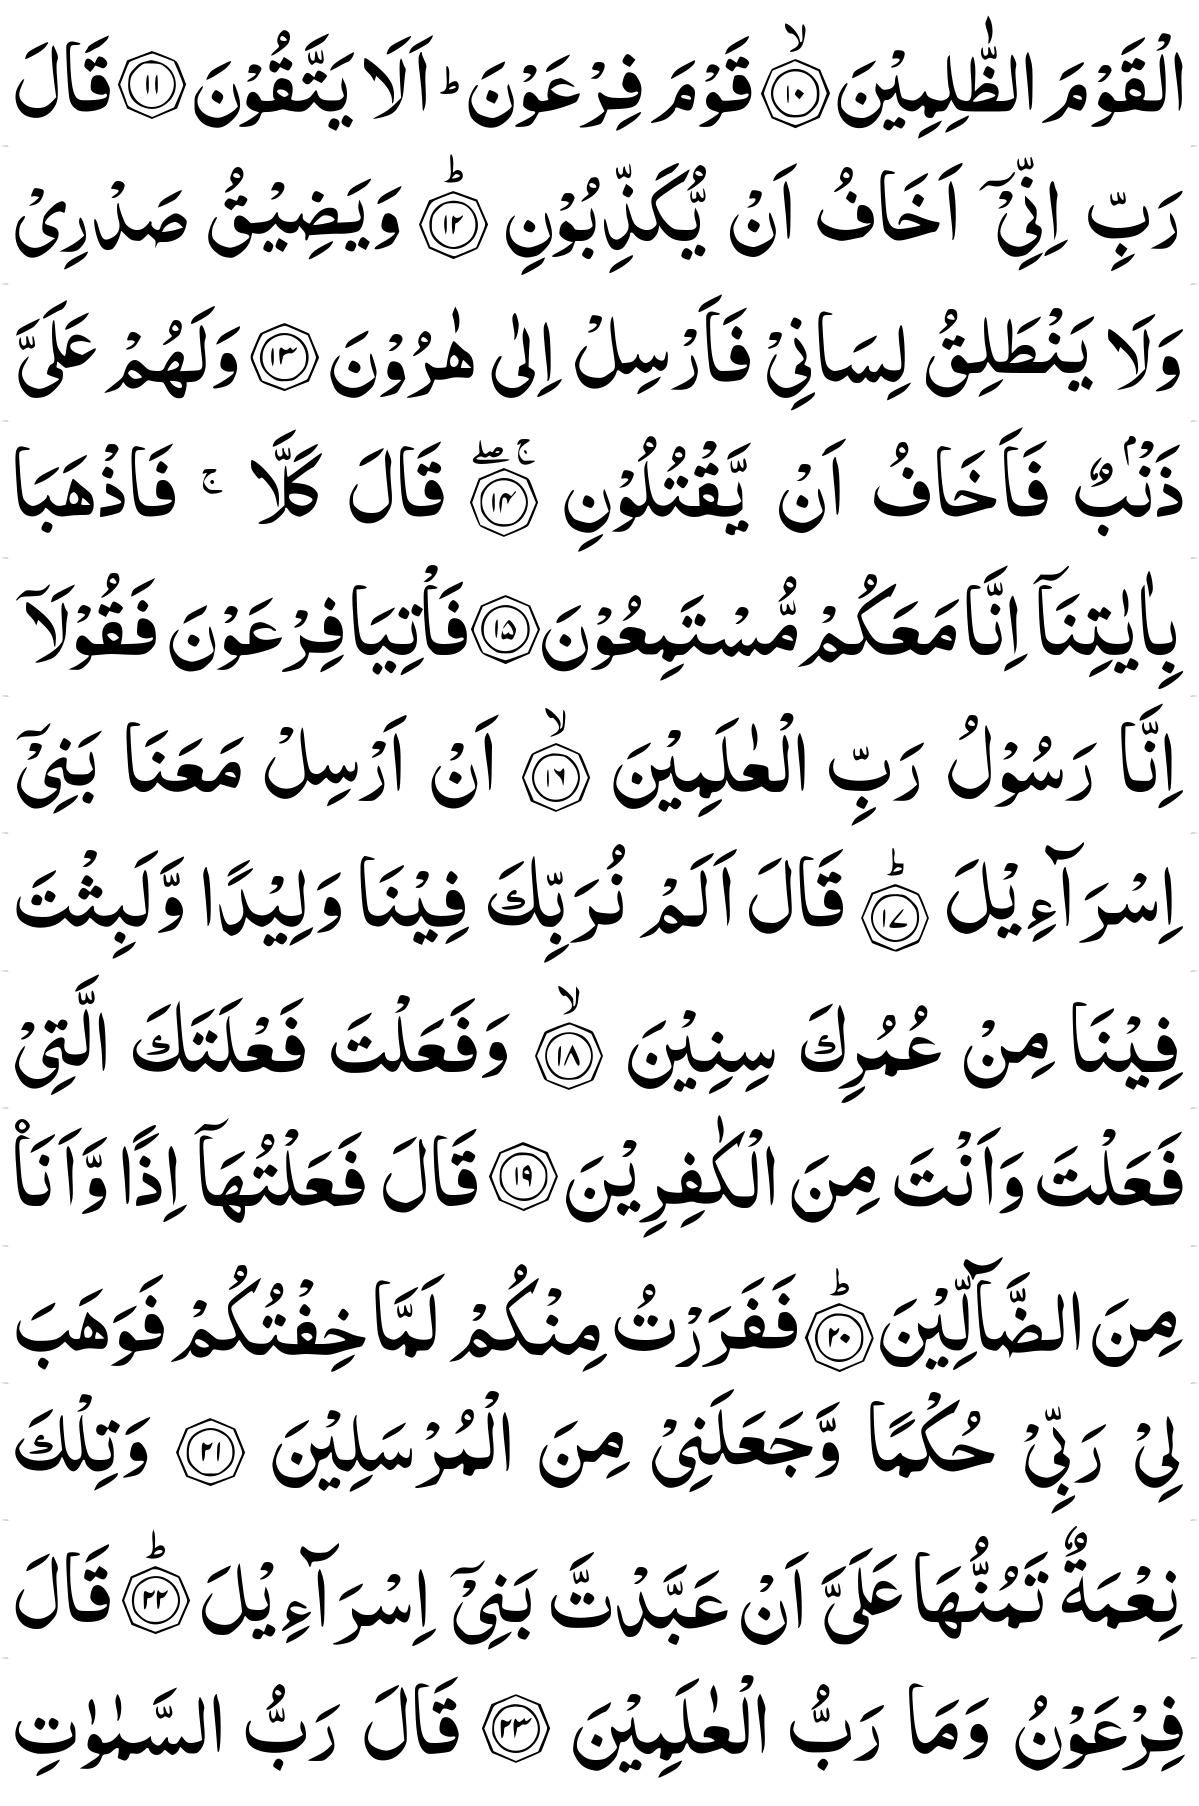 الْقَوْمَ الظّٰلِمِيْنَ ۙ‏﴿۱۰﴾ قَوْمَ فِرْعَوْنَ ؕ اَلَا يَتَّقُوْنَ ﴿۱۱﴾ قَالَ
رَبِّ اِنِّىْۤ اَخَافُ اَنْ يُّكَذِّبُوْنِ ؕ‏﴿۱۲﴾ وَيَضِيْقُ صَدْرِىْ
وَلَا يَنْطَلِقُ لِسَانِىْ فَاَرْسِلْ اِلٰى هٰرُوْنَ ﴿۱۳﴾ وَلَهُمْ عَلَىَّ
ذَنْۢبٌ فَاَخَافُ اَنْ يَّقْتُلُوْنِ ۚۖ‏﴿۱۴﴾ قَالَ كَلَّا ۚ فَاذْهَبَا
بِاٰيٰتِنَاۤ اِنَّا مَعَكُمْ مُّسْتَمِعُوْنَ ﴿۱۵﴾ فَاْتِيَا فِرْعَوْنَ فَقُوْلَاۤ
اِنَّا رَسُوْلُ رَبِّ الْعٰلَمِيْنَ ۙ‏﴿۱۶﴾ اَنْ اَرْسِلْ مَعَنَا بَنِىْۤ
اِسْرَآءِيْلَ ؕ‏﴿۱۷﴾ قَالَ اَلَمْ نُرَبِّكَ فِيْنَا وَلِيْدًا وَّلَبِثْتَ
فِيْنَا مِنْ عُمُرِكَ سِنِيْنَ ۙ‏﴿۱۸﴾ وَفَعَلْتَ فَعْلَتَكَ الَّتِىْ
فَعَلْتَ وَاَنْتَ مِنَ الْكٰفِرِيْنَ ﴿۱۹﴾ قَالَ فَعَلْتُهَاۤ اِذًا وَّاَنَا۟
مِنَ الضَّآلِّيْنَ ؕ‏﴿۲۰﴾ فَفَرَرْتُ مِنْكُمْ لَمَّا خِفْتُكُمْ فَوَهَبَ
لِىْ رَبِّىْ حُكْمًا وَّجَعَلَنِىْ مِنَ الْمُرْسَلِيْنَ ﴿۲۱﴾ وَتِلْكَ
نِعْمَةٌ تَمُنُّهَا عَلَىَّ اَنْ عَبَّدْتَّ بَنِىْۤ اِسْرَآءِيْلَ ؕ‏﴿۲۲﴾ قَالَ
فِرْعَوْنُ وَمَا رَبُّ الْعٰلَمِيْنَ ﴿۲۳﴾ قَالَ رَبُّ السَّمٰوٰتِ